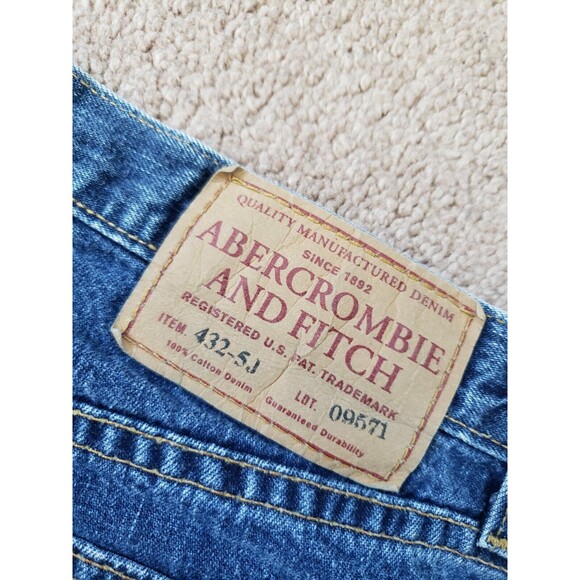 QUALITY MANUFACTURED DENIM
SINCE 1892
ABERCROMBIE
AND FITCH
REGISTERED U.S. PAT. TRADEMARK
ITEM. 432-5J LOT. 09571
100% Cotton Denim Guaranteed Durability